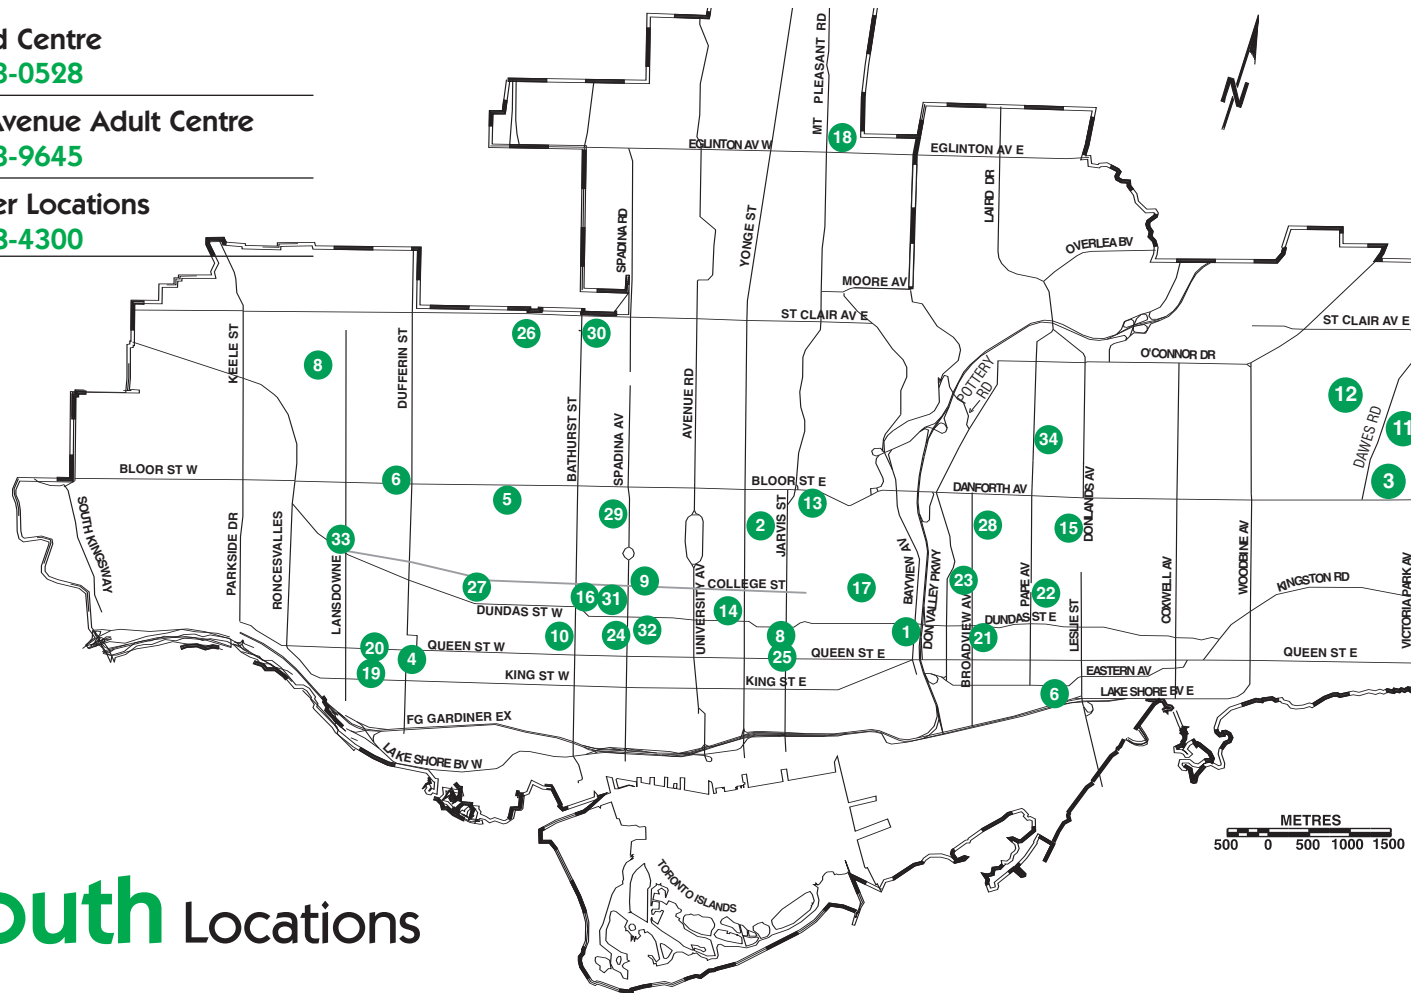 d Centre
3-0528
Avenue Adult Centre
3-9645
er Locations
3-4300
N
MT PLEASANT RD
18
EGLINTON AV W
EGLINTON AV E
LAIRD DR
SPADINA RD
YONGE ST
OVERLEA BV
MOORE AV
ST CLAIR AV E
ST CLAIR AV E
26
30
KEELE ST
DUFFERIN ST
8
O'CONNOR DR
POTTERY RD
AVENUE RD
BATHURST ST
SPADINA AV
12
DAWES RD
11
34
3
BLOOR ST W
BLOOR ST E
DANFORTH AV
DONLANDS AV
6
5
13
29
2
JARVIS ST
28
15
SOUTH KINGSWAY
PARKSIDE DR
RONCESVALLES
33
LANSDOWNE
27
9
COLLEGE ST
UNIVERSITY AV
17
BAYVIEW AV
DON VALLEY PKWY
23
BROADVIEW AV
PAPE AV
22
LESLIE ST
COXWELL AV
WOODBINE AV
KINGSTON RD
VICTORIA PARK AV
16
31
14
DUNDAS ST W
DUNDAS ST E
10
24
32
8
1
21
20
4
QUEEN ST W
25
QUEEN ST E
QUEEN ST E
19
KING ST W
KING ST E
EASTERN AV
6
LAKE SHORE BV E
FG GARDINER EX
LAKE SHORE BV W
METRES
500 0 500 1000 1500
TORONTO ISLANDS
outh Locations